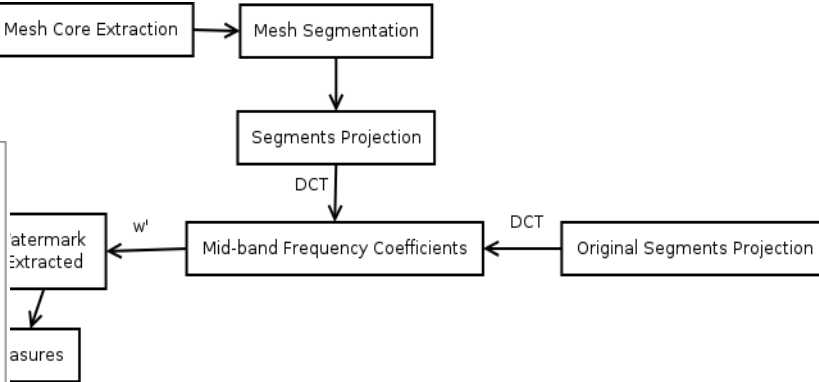 Mesh Core Extraction
Mesh Segmentation
Segments Projection
DCT
DCT
w'
Mid-band Frequency Coefficients
Original Segments Projection
Extracted